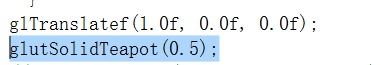 glTranslatef(1.0f, 0.0f, 0.0f);
glutSolidTeapot(0.5);